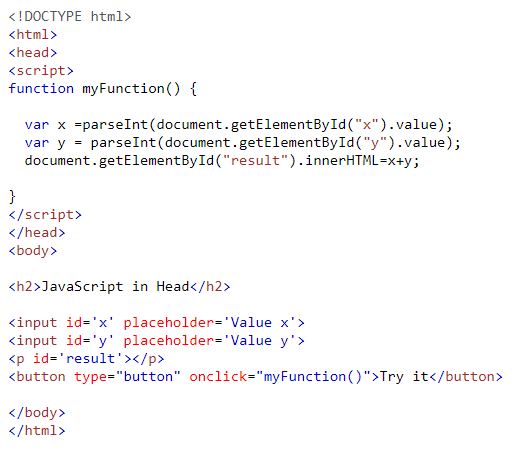 <!DOCTYPE html>
<html>
<head>
<script>
function myFunction() {
var x =parseInt(document.getElementById("x").value);
var y = parseInt(document.getElementById("y").value);
document.getElementById("result").innerHTML=x+y;
}
</script>
</head>
<body>
<h2>JavaScript in Head</h2>
<input id='x' placeholder='Value x'>
<input id='y' placeholder='Value y'>
<p id='result'></p>
<button type="button" onclick="myFunction()">Try it</button>
</body>
</html>